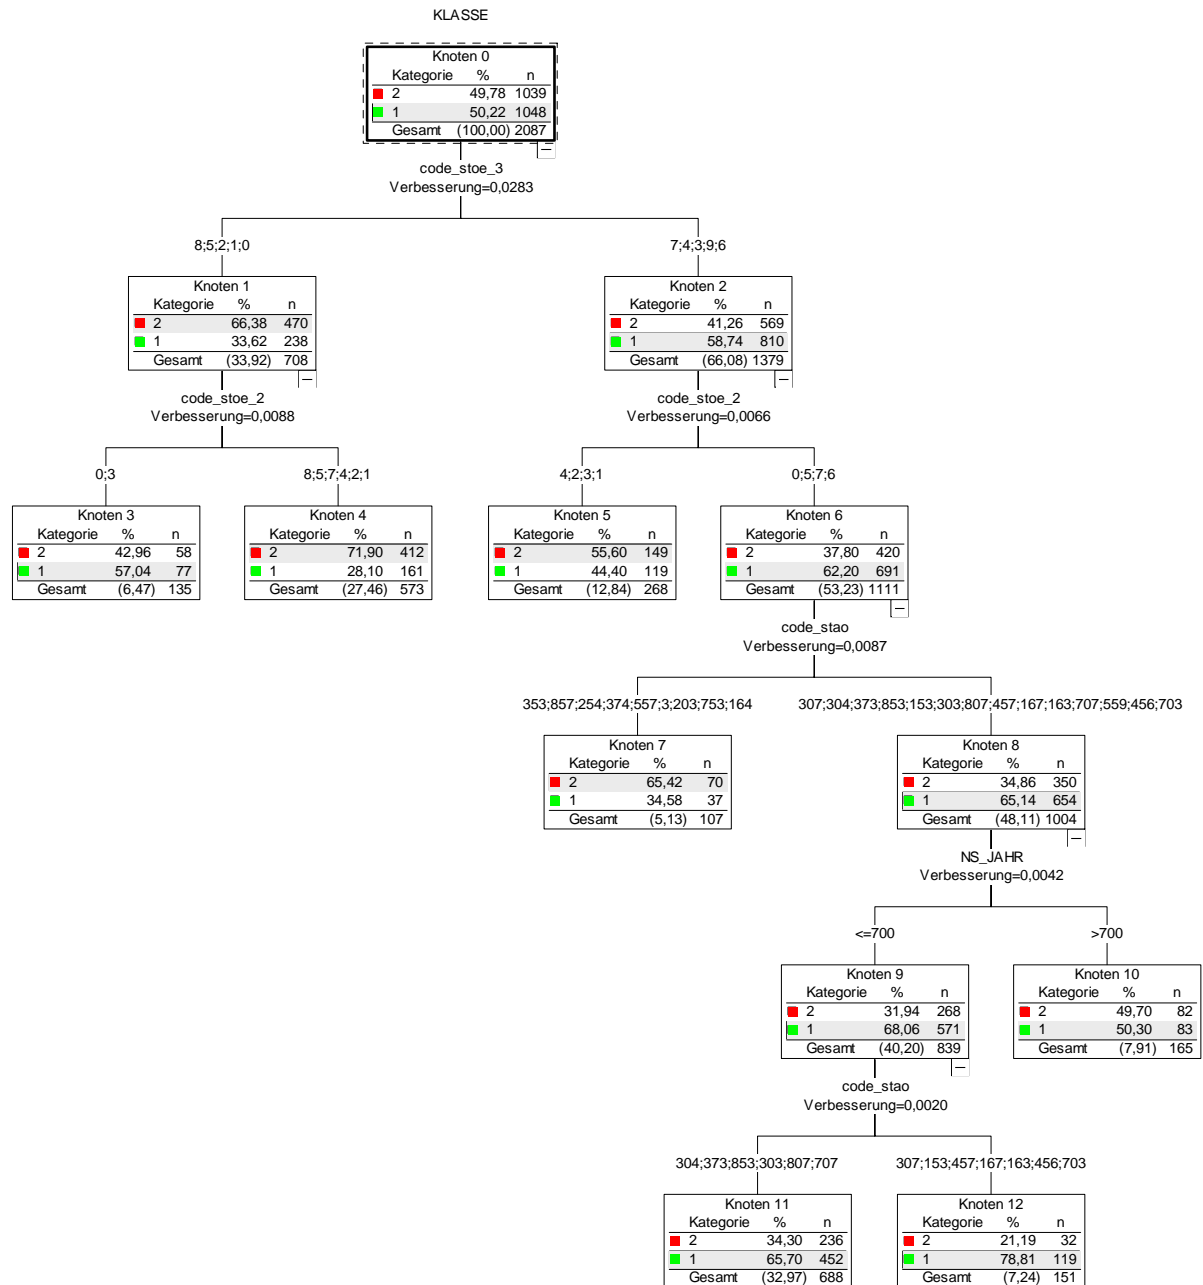 KLASSE
Knoten 0
Kategorie % n
2 49,78 1039
1 50,22 1048
Gesamt (100,00) 2087
code_stoe_3
Verbesserung=0,0283
8;5;2;1;0
7;4;3;9;6
Knoten 1
Kategorie % n
2 66,38 470
1 33,62 238
Gesamt (33,92) 708
Knoten 2
Kategorie % n
2 41,26 569
1 58,74 810
Gesamt (66,08) 1379
code_stoe_2
Verbesserung=0,0088
code_stoe_2
Verbesserung=0,0066
0;3
8;5;7;4;2;1
4;2;3;1
0;5;7;6
Knoten 3
Kategorie % n
2 42,96 58
1 57,04 77
Gesamt (6,47) 135
Knoten 4
Kategorie % n
2 71,90 412
1 28,10 161
Gesamt (27,46) 573
Knoten 5
Kategorie % n
2 55,60 149
1 44,40 119
Gesamt (12,84) 268
Knoten 6
Kategorie % n
2 37,80 420
1 62,20 691
Gesamt (53,23) 1111
code_stao
Verbesserung=0,0087
353;857;254;374;557;3;203;753;164
307;304;373;853;153;303;807;457;167;163;707;559;456;703
Knoten 7
Kategorie % n
2 65,42 70
1 34,58 37
Gesamt (5,13) 107
Knoten 8
Kategorie % n
2 34,86 350
1 65,14 654
Gesamt (48,11) 1004
NS_JAHR
Verbesserung=0,0042
<=700
>700
Knoten 9
Kategorie % n
2 31,94 268
1 68,06 571
Gesamt (40,20) 839
Knoten 10
Kategorie % n
2 49,70 82
1 50,30 83
Gesamt (7,91) 165
code_stao
Verbesserung=0,0020
304;373;853;303;807;707
307;153;457;167;163;456;703
Knoten 11
Kategorie % n
2 34,30 236
1 65,70 452
Gesamt (32,97) 688
Knoten 12
Kategorie % n
2 21,19 32
1 78,81 119
Gesamt (7,24) 151